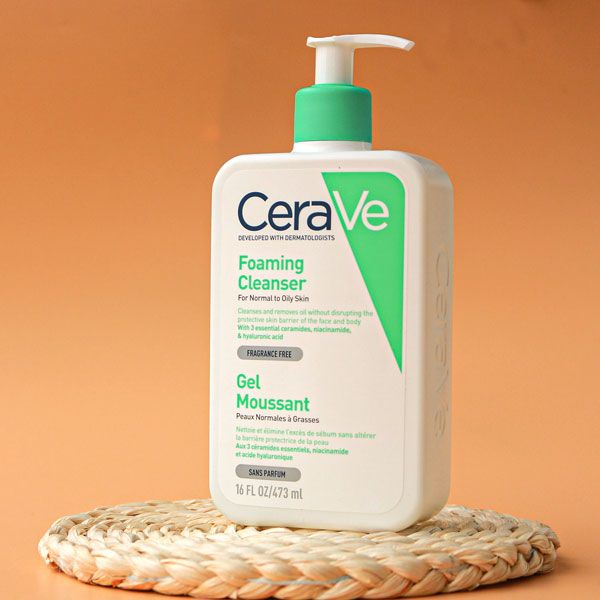 CeraVe
DEVELOPED WITH DERMATOLOGISTS
Foaming
Cleanser
For Normal to Oily Skin
Cleanses and removes oil without disrupting the
protective skin barrier of the face and body
With 3 essential ceramides, niacinamide,
& hyaluronic acid
FRAGRANCE FREE
Gel
Moussant
Peaux Normales à Grasses
Nettoie et élimine l'excès de sébum sans altérer
la barrière protectrice de la peau
Aux 3 céramides essentiels, niacinamide
et acide hyaluronique
SANS PARFUM
16 FL OZ/473 ml
CeraVe